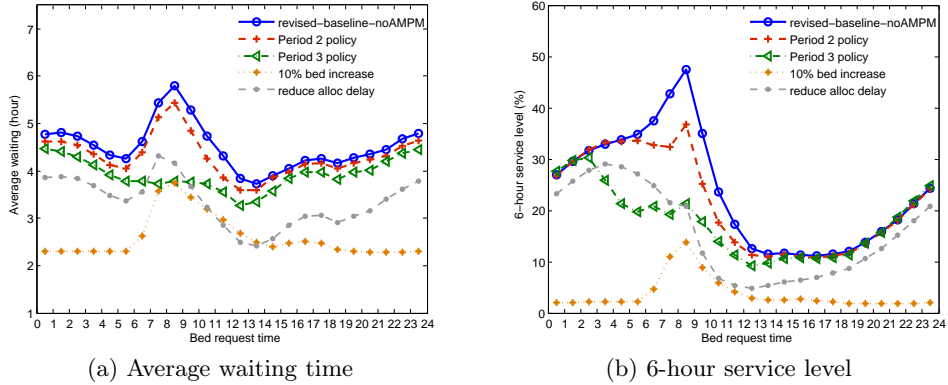 7
6
5
4
3
2
1
Average waiting (hour)
revised−baseline−noAMPM
Period 2 policy
Period 3 policy
10% bed increase
reduce alloc delay
0 1 2 3 4 5 6 7 8 9 10 11 12 13 14 15 16 17 18 19 20 21 22 23 24
Bed request time
(a) Average waiting time
60
50
40
30
20
10
0
6−hour service level (%)
revised−baseline−noAMPM
Period 2 policy
Period 3 policy
10% bed increase
reduce alloc delay
0 1 2 3 4 5 6 7 8 9 10 11 12 13 14 15 16 17 18 19 20 21 22 23 24
Bed request time
(b) 6-hour service level